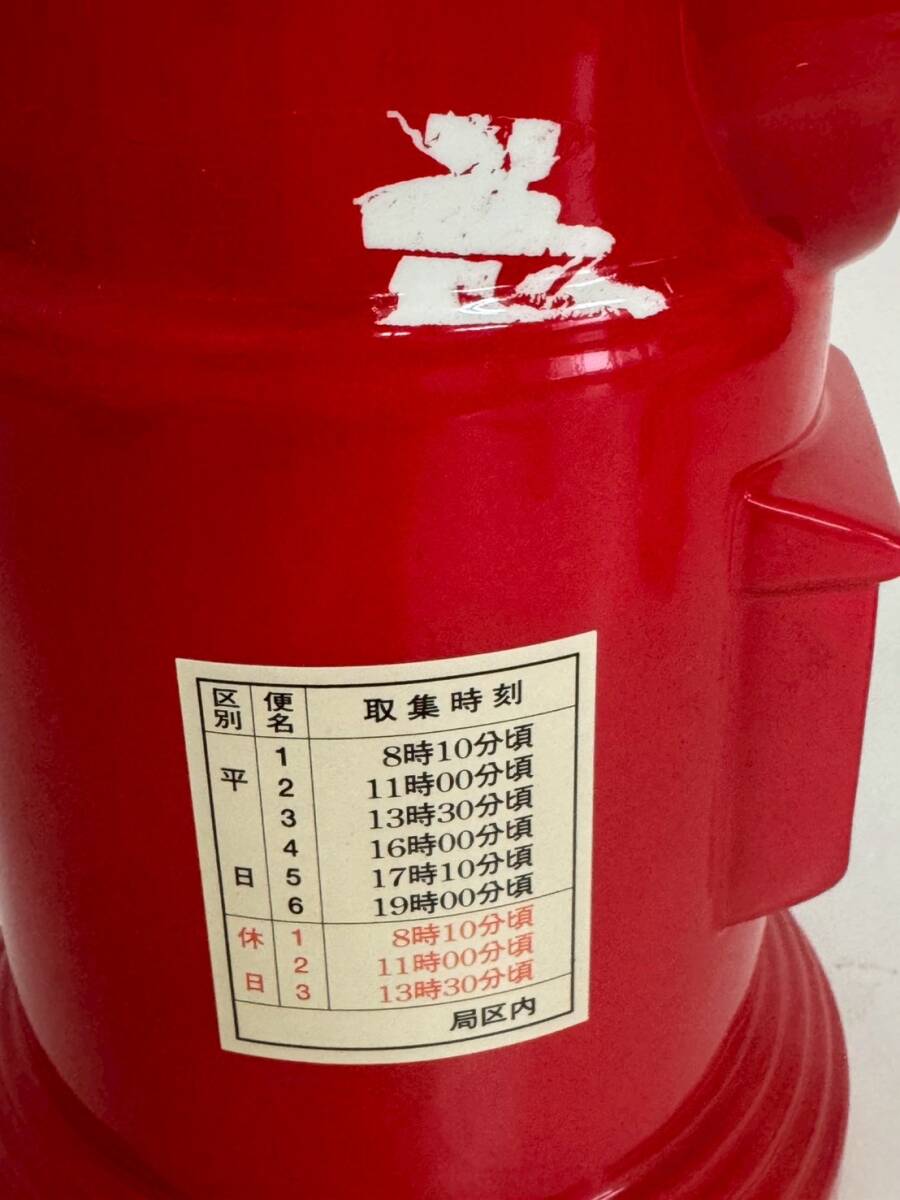 区別 便名 取集時刻
平日 1 8時10分頃
2 11時00分頃
3 13時30分頃
4 16時00分頃
5 17時10分頃
6 19時00分頃
休日 1 8時10分頃
2 11時00分頃
3 13時30分頃
局区内